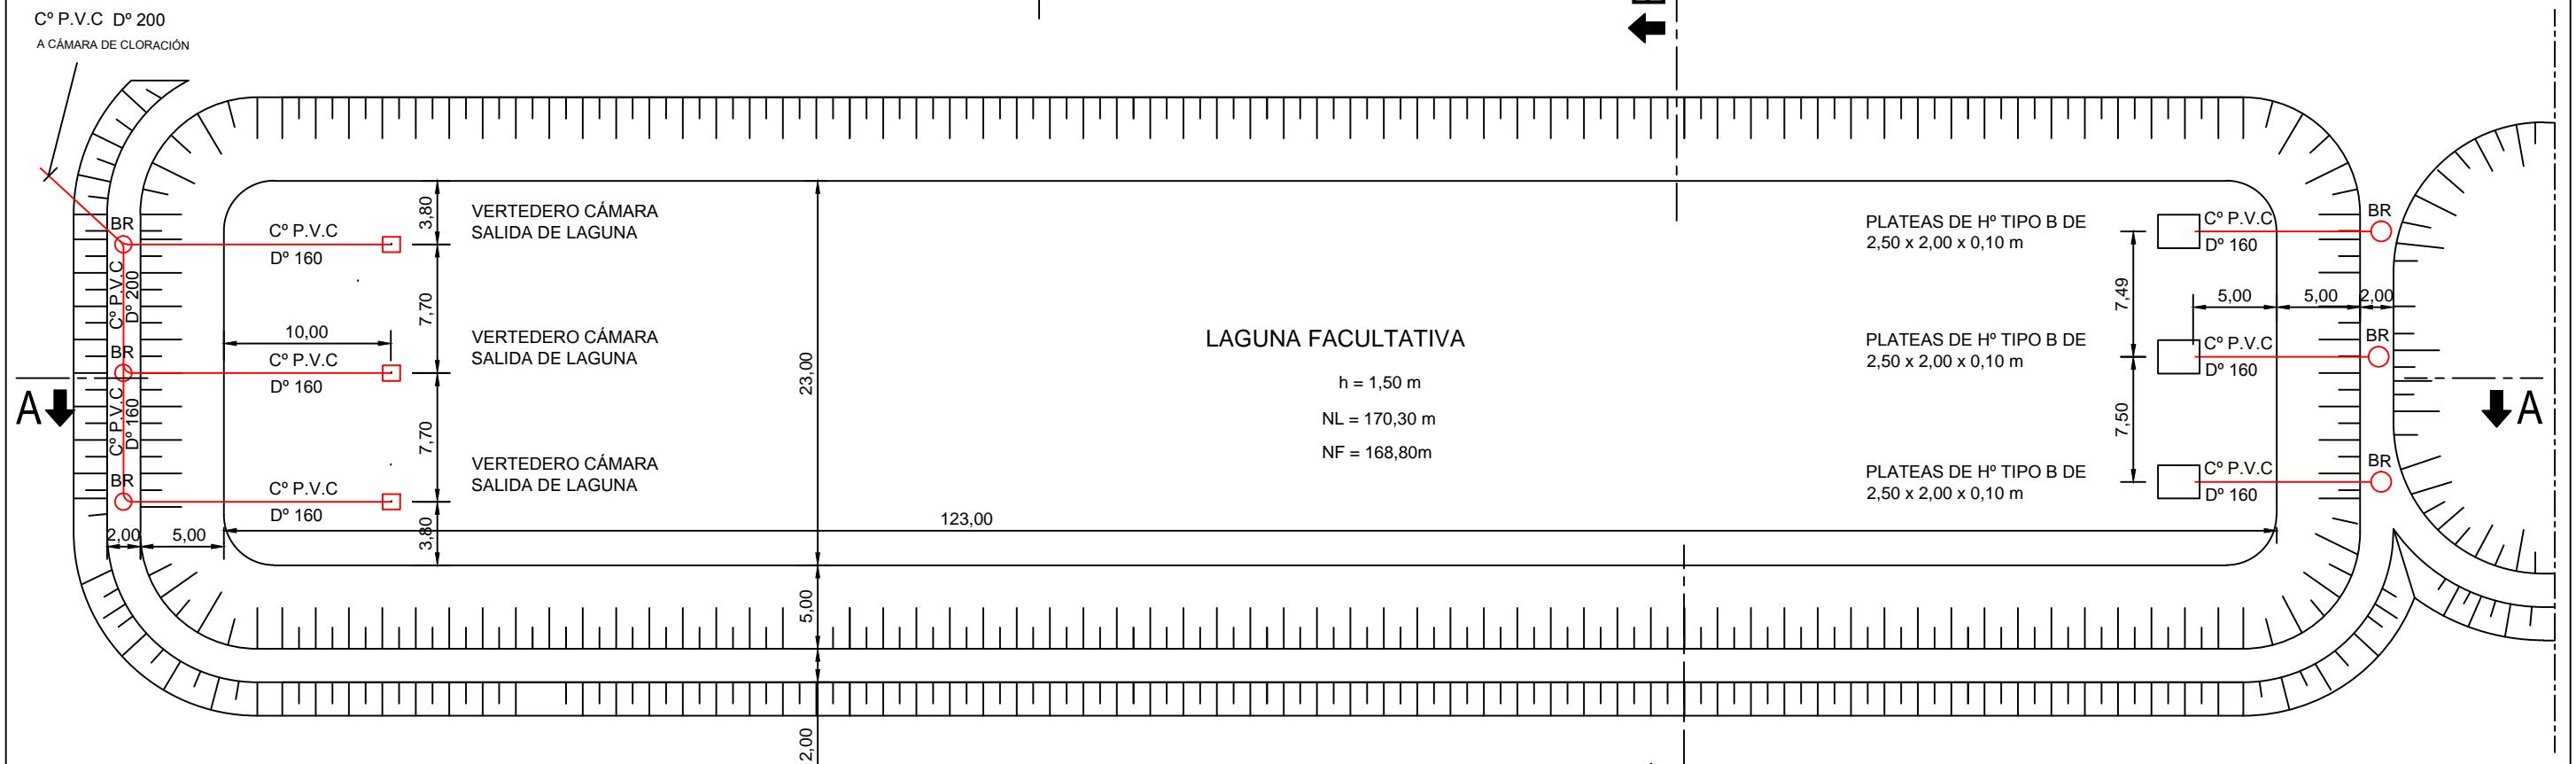 Cº P.V.C Dº 200
A CÁMARA DE CLORACIÓN
BR
Cº P.V.C
Dº 160
3,80
VERTEDERO CÁMARA
SALIDA DE LAGUNA
Cº P.V.C
Dº 200
7,70
10,00
BR
Cº P.V.C
Dº 160
VERTEDERO CÁMARA
SALIDA DE LAGUNA
A
Cº P.V.C
Dº 160
7,70
BR
Cº P.V.C
Dº 160
VERTEDERO CÁMARA
SALIDA DE LAGUNA
2,00
5,00
3,80
23,00
123,00
5,00
2,00
LAGUNA FACULTATIVA
h = 1,50 m
NL = 170,30 m
NF = 168,80m
PLATEAS DE Hº TIPO B DE
2,50 x 2,00 x 0,10 m
Cº P.V.C
Dº 160
BR
7,49
5,00
5,00
2,00
PLATEAS DE Hº TIPO B DE
2,50 x 2,00 x 0,10 m
Cº P.V.C
Dº 160
BR
7,50
A
PLATEAS DE Hº TIPO B DE
2,50 x 2,00 x 0,10 m
Cº P.V.C
Dº 160
BR